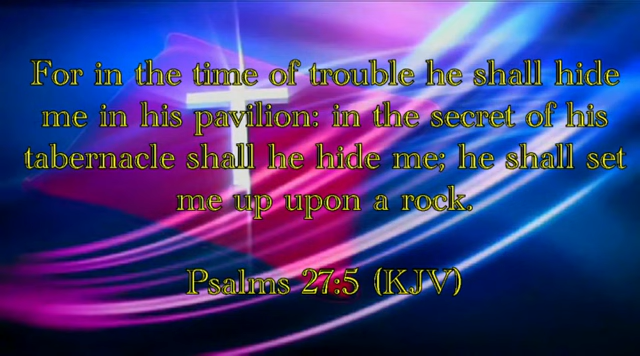 For in the time of trouble he shall hide
me in his pavilion: in the secret of his
tabernacle shall he hide me; he shall set
me up upon a rock.
Psalms 27:5 (KJV)